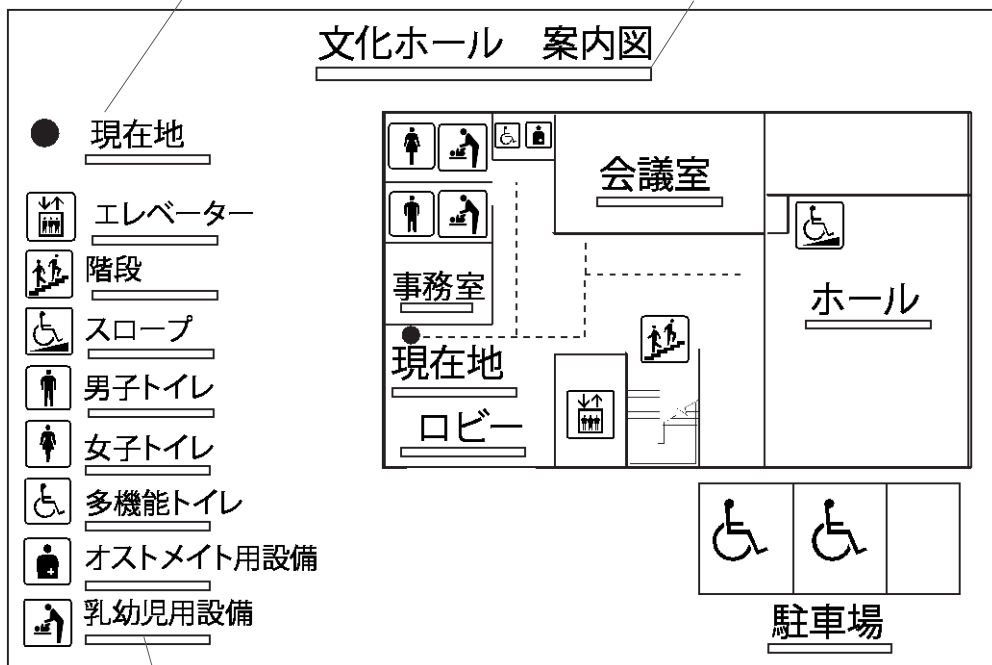 文化ホール　案内図
現在地
エレベーター
階段
スロープ
男子トイレ
女子トイレ
多機能トイレ
オストメイト用設備
乳幼児用設備
会議室
事務室
ホール
現在地
ロビー
駐車場